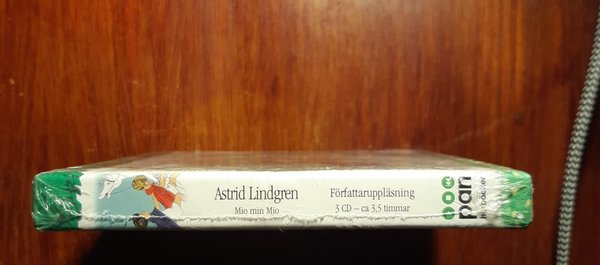 Astrid Lindgren
Mio min Mio
Författaruppläsning
3 CD – ca 3,5 timmar
pan